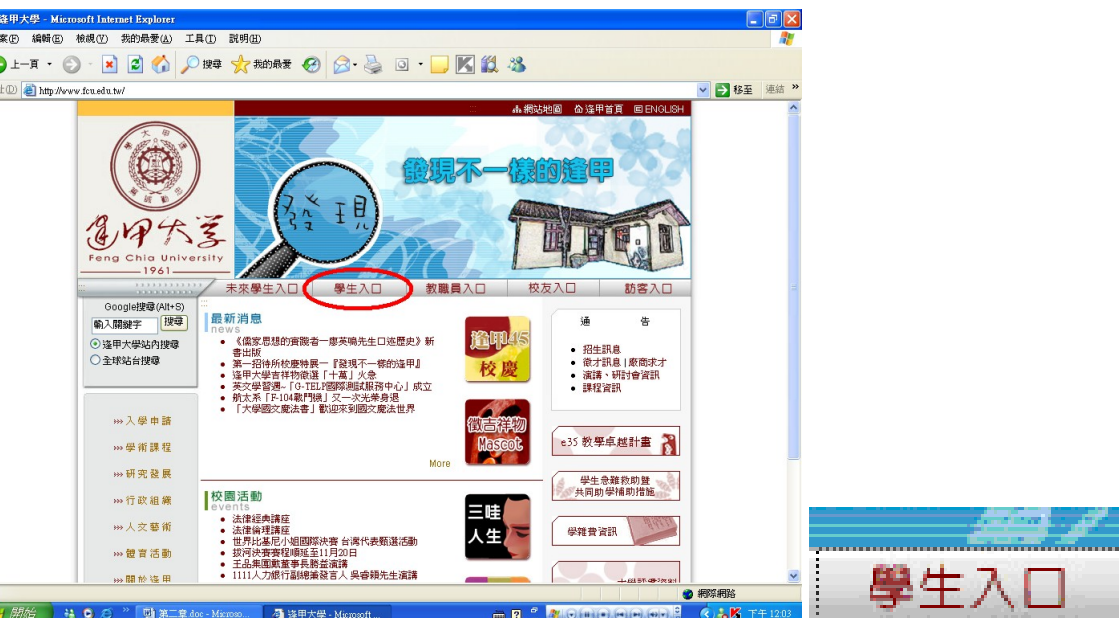 逢甲大學 - Microsoft Internet Explorer
案(F) 編輯(E) 檢視(V) 我的最愛(A) 工具(T) 說明(H)
上一頁 搜尋 我的最愛
http://www.fcu.edu.tw/ 移至 連結
網站地圖 逢甲首頁 ENGLISH
發現不一樣的逢甲
發現
逢甲大學
Feng Chia University
1961
未來學生入口 學生入口 教職員入口 校友入口 訪客入口
Google搜尋(Alt+S)
輸入關鍵字 搜尋
逢甲大學站內搜尋
全球站台搜尋
入學申請
學術課程
研究發展
行政組織
人文藝術
體育活動
關於逢甲
最新消息
news
《儒家思想的實踐者—廖英鳴先生口述歷史》新
書出版
第一招待所校慶特展—『發現不一樣的逢甲』
逢甲大學吉祥物徵選「十萬」火急
英文學習週~「G-TELP國際測試服務中心」成立
航太系「F-104戰鬥機」又一次光榮身退
「大學國文魔法書」歡迎來到國文魔法世界
More
校園活動
events
法律經典講座
法律倫理講座
世界比基尼小姐國際決賽 台灣代表甄選活動
拔河決賽賽程順延至11月20日
王品集團戴董事長勝益演講
1111人力銀行副總兼發言人 吳睿穎先生演講
逢甲45
校慶
徵吉祥物
Mascot
三哇
人生
通 告
招生訊息
徵才訊息 | 廠商求才
演講、研討會資訊
課程資訊
e35 教學卓越計畫
學生急難救助暨
共同助學補助措施
學雜費資訊
網際網路
開始 第二章.doc - Microso... 逢甲大學 - Microsoft ... 下午 12:03
學生入口